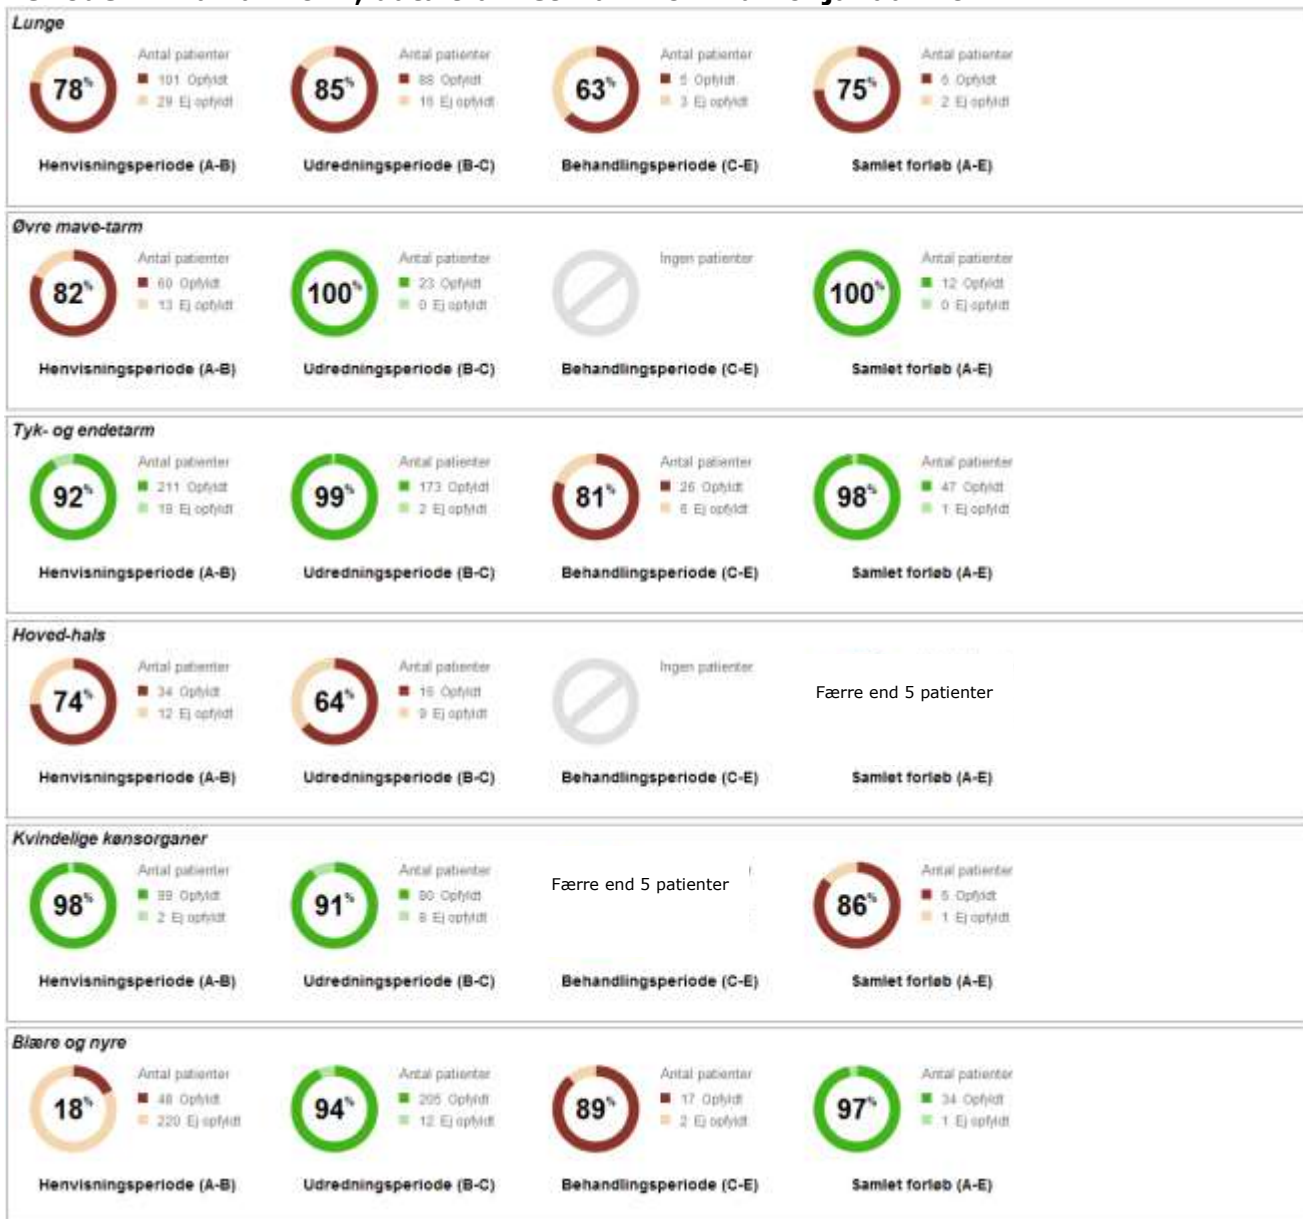 Lunge
78%
Antal patienter
101 Opfyldt
29 Ej opfyldt
Henvisningsperiode (A-B)
85%
Antal patienter
88 Opfyldt
16 Ej opfyldt
Udredningsperiode (B-C)
63%
Antal patienter
5 Opfyldt
3 Ej opfyldt
Behandlingsperiode (C-E)
75%
Antal patienter
6 Opfyldt
2 Ej opfyldt
Samlet forløb (A-E)
Øvre mave-tarm
82%
Antal patienter
60 Opfyldt
13 Ej opfyldt
Henvisningsperiode (A-B)
100%
Antal patienter
23 Opfyldt
0 Ej opfyldt
Udredningsperiode (B-C)
Ingen patienter
Behandlingsperiode (C-E)
100%
Antal patienter
12 Opfyldt
0 Ej opfyldt
Samlet forløb (A-E)
Tyk- og endetarm
92%
Antal patienter
211 Opfyldt
Ej opfyldt
Henvisningsperiode (A-B)
99%
Antal patienter
173 Opfyldt
2 Ej opfyldt
Udredningsperiode (B-C)
81%
Antal patienter
26 Opfyldt
6 Ej opfyldt
Behandlingsperiode (C-E)
98%
Antal patienter
47 Opfyldt
1 Ej opfyldt
Samlet forløb (A-E)
Hoved-hals
74%
Antal patienter
34 Opfyldt
12 Ej opfyldt
Henvisningsperiode (A-B)
64%
Antal patienter
16 Opfyldt
9 Ej opfyldt
Udredningsperiode (B-C)
Ingen patienter
Behandlingsperiode (C-E)
Færre end 5 patienter
Samlet forløb (A-E)
Kvindelige kønsorganer
98%
Antal patienter
99 Opfyldt
2 Ej opfyldt
Henvisningsperiode (A-B)
91%
Antal patienter
80 Opfyldt
8 Ej opfyldt
Udredningsperiode (B-C)
Færre end 5 patienter
Behandlingsperiode (C-E)
86%
Antal patienter
6 Opfyldt
1 Ej opfyldt
Samlet forløb (A-E)
Blære og nyre
18%
Antal patienter
48 Opfyldt
220 Ej opfyldt
Henvisningsperiode (A-B)
94%
Antal patienter
205 Opfyldt
12 Ej opfyldt
Udredningsperiode (B-C)
89%
Antal patienter
17 Opfyldt
2 Ej opfyldt
Behandlingsperiode (C-E)
97%
Antal patienter
34 Opfyldt
1 Ej opfyldt
Samlet forløb (A-E)